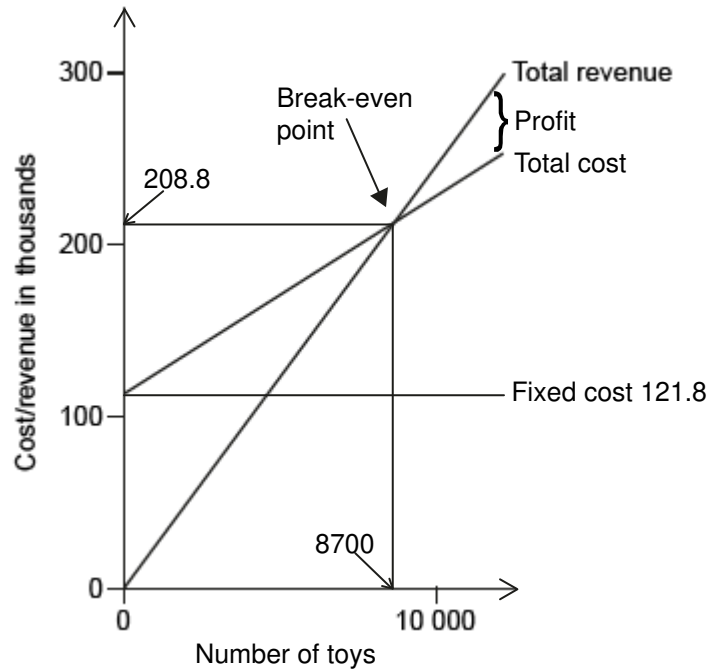 300
Total revenue
Break-even
point
Profit
Total cost
208.8
200
Cost/revenue in thousands
Fixed cost 121.8
100
8700
0
0
10 000
Number of toys